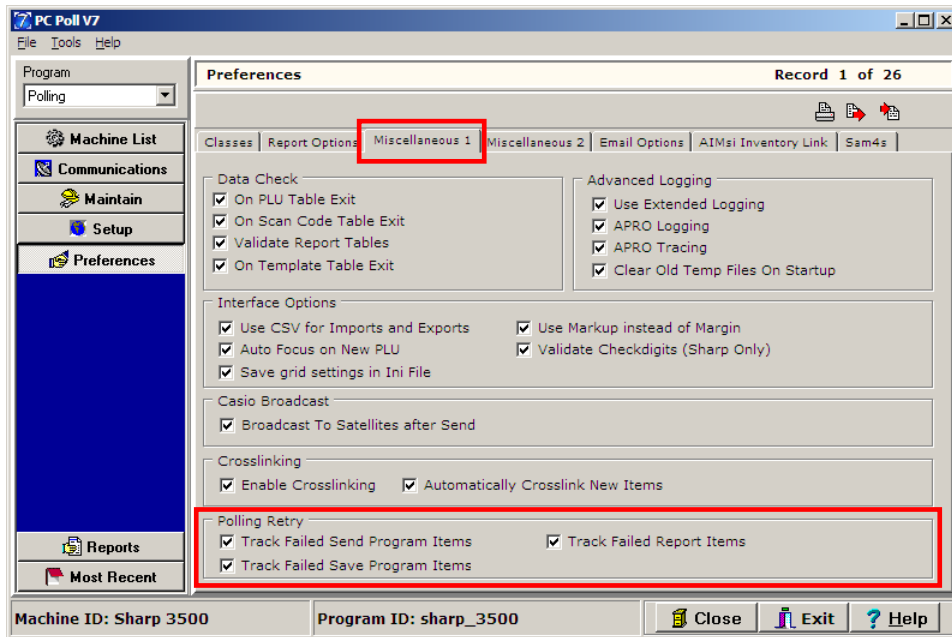 PC Poll V7
File Tools Help
Program
Polling
Machine List
Communications
Maintain
Setup
Preferences
Reports
Most Recent
Preferences Record 1 of 26
Classes Report Options Miscellaneous 1 Miscellaneous 2 Email Options AIMsi Inventory Link Sam4s
Data Check
On PLU Table Exit
On Scan Code Table Exit
Validate Report Tables
On Template Table Exit
Advanced Logging
Use Extended Logging
APRO Logging
APRO Tracing
Clear Old Temp Files On Startup
Interface Options
Use CSV for Imports and Exports Use Markup instead of Margin
Auto Focus on New PLU Validate Checkdigits (Sharp Only)
Save grid settings in Ini File
Casio Broadcast
Broadcast To Satellites after Send
Crosslinking
Enable Crosslinking Automatically Crosslink New Items
Polling Retry
Track Failed Send Program Items Track Failed Report Items
Track Failed Save Program Items
Machine ID: Sharp 3500 Program ID: sharp_3500 Close Exit ? Help